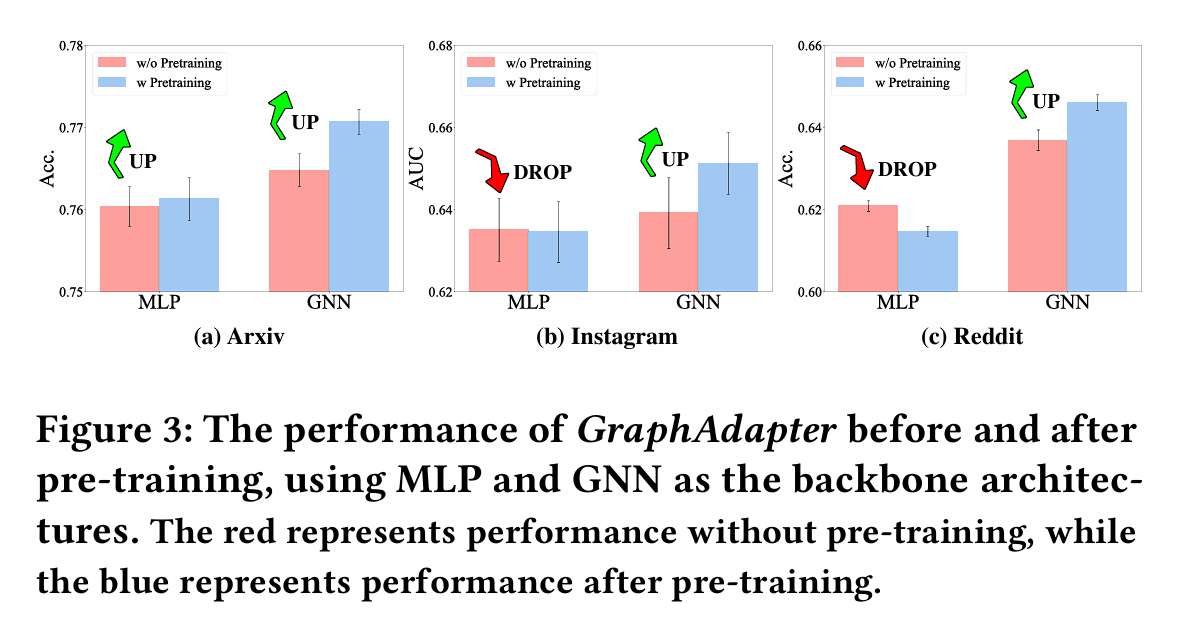 0.78
0.77
0.76
0.75
Acc.
w/o Pretraining
w Pretraining
UP
UP
MLP
GNN
(a) Arxiv
0.68
0.66
0.64
0.62
AUC
w/o Pretraining
w Pretraining
DROP
UP
MLP
GNN
(b) Instagram
0.66
0.64
0.62
0.60
Acc.
w/o Pretraining
w Pretraining
DROP
UP
MLP
GNN
(c) Reddit
Figure 3: The performance of GraphAdapter before and after
pre-training, using MLP and GNN as the backbone architec-
tures. The red represents performance without pre-training, while
the blue represents performance after pre-training.